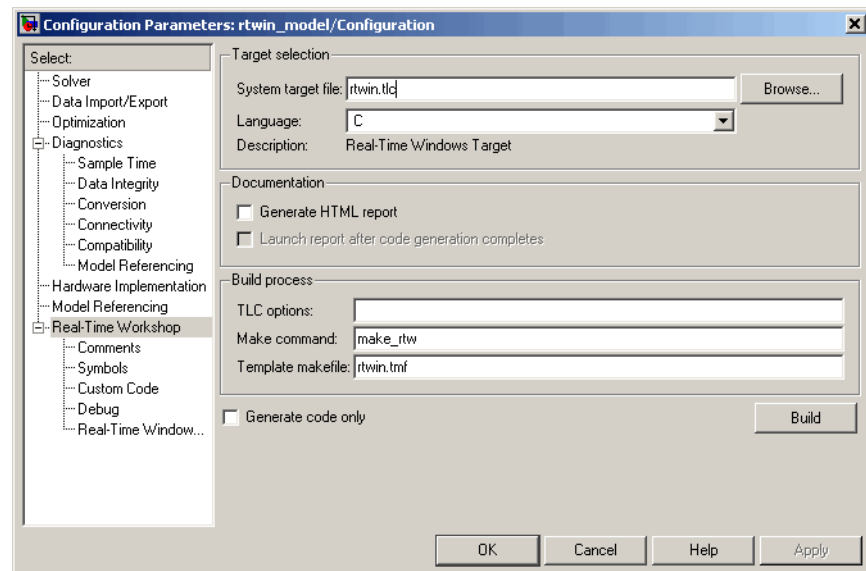 Configuration Parameters: rtwin_model/Configuration
Select:
Solver
Data Import/Export
Optimization
Diagnostics
Sample Time
Data Integrity
Conversion
Connectivity
Compatibility
Model Referencing
Hardware Implementation
Model Referencing
Real-Time Workshop
Comments
Symbols
Custom Code
Debug
Real-Time Window...
Target selection
System target file: rtwin.tlc
Browse...
Language: C
Description: Real-Time Windows Target
Documentation
Generate HTML report
Launch report after code generation completes
Build process
TLC options:
Make command: make_rtw
Template makefile: rtwin.tmf
Generate code only
Build
OK
Cancel
Help
Apply